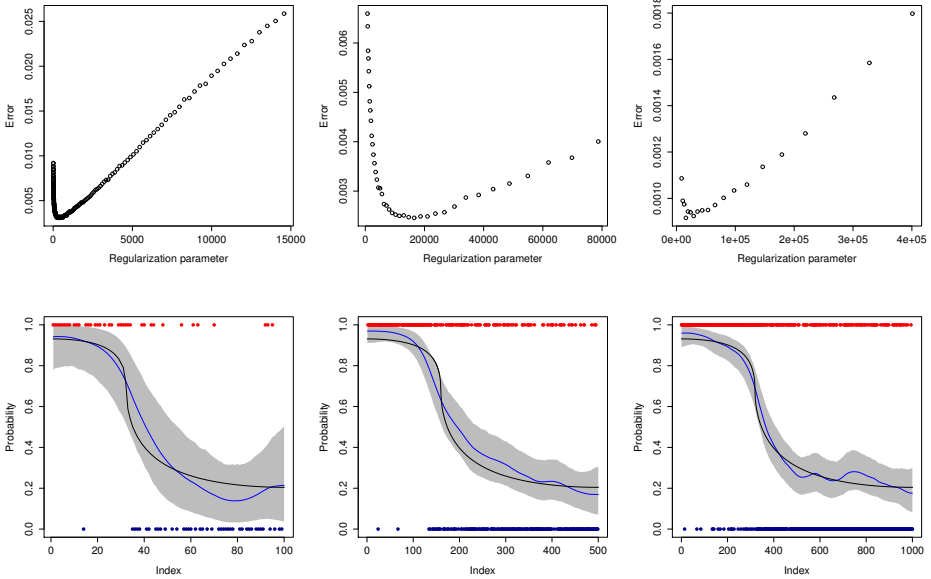 Error
0.005 0.010 0.015 0.020 0.025
0 5000 10000 15000
Regularization parameter
Error
0.003 0.004 0.005 0.006
0 20000 40000 60000 80000
Regularization parameter
Error
0.0010 0.0012 0.0014 0.0016 0.0018
0e+00 1e+05 2e+05 3e+05 4e+05
Regularization parameter
Probability
0.0 0.2 0.4 0.6 0.8 1.0
0 20 40 60 80 100
Index
Probability
0.0 0.2 0.4 0.6 0.8 1.0
0 100 200 300 400 500
Index
Probability
0.0 0.2 0.4 0.6 0.8 1.0
0 200 400 600 800 1000
Index